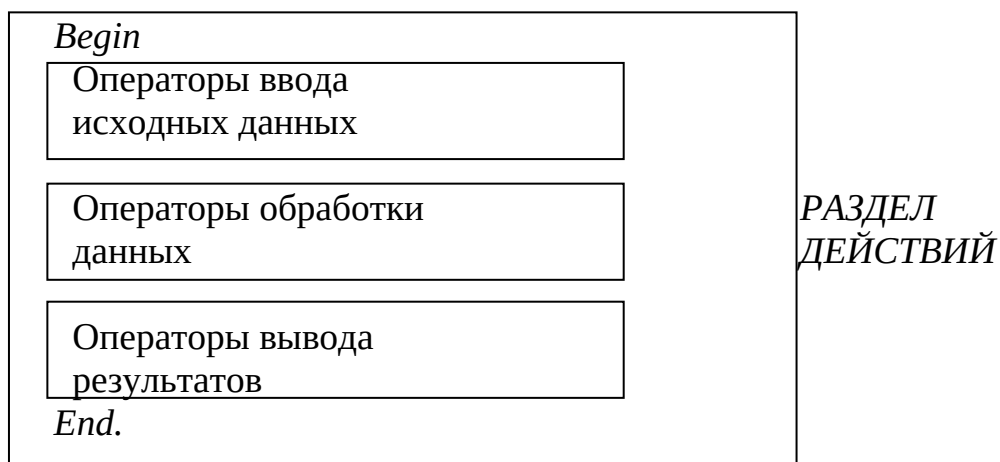 Begin
Операторы ввода
исходных данных
Операторы обработки
данных
РАЗДЕЛ
ДЕЙСТВИЙ
Операторы вывода
результатов
End.